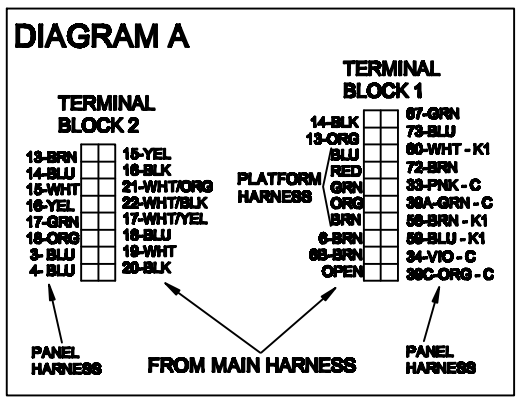 DIAGRAM A
TERMINAL
BLOCK 2
13-BRN
14-BLU
15-WHT
16-YEL
17-GRN
18-ORG
3- BLU
4- BLU
15-YEL
16-BLK
21-WHT/ORG
22-WHT/BLK
17-WHT/YEL
18-BLU
19-WHT
20-BLK
TERMINAL
BLOCK 1
14-BLK
13-ORG
BLU
RED
GRN
ORG
BRN
6-BRN
6B-BRN
OPEN
PLATFORM
HARNESS
67-GRN
73-BLU
60-WHT - K1
72-BRN
33-PNK - C
39A-GRN - C
58-BRN - K1
59-BLU - K1
34-VIO - C
39C-ORG - C
PANEL
HARNESS
FROM MAIN HARNESS
PANEL
HARNESS